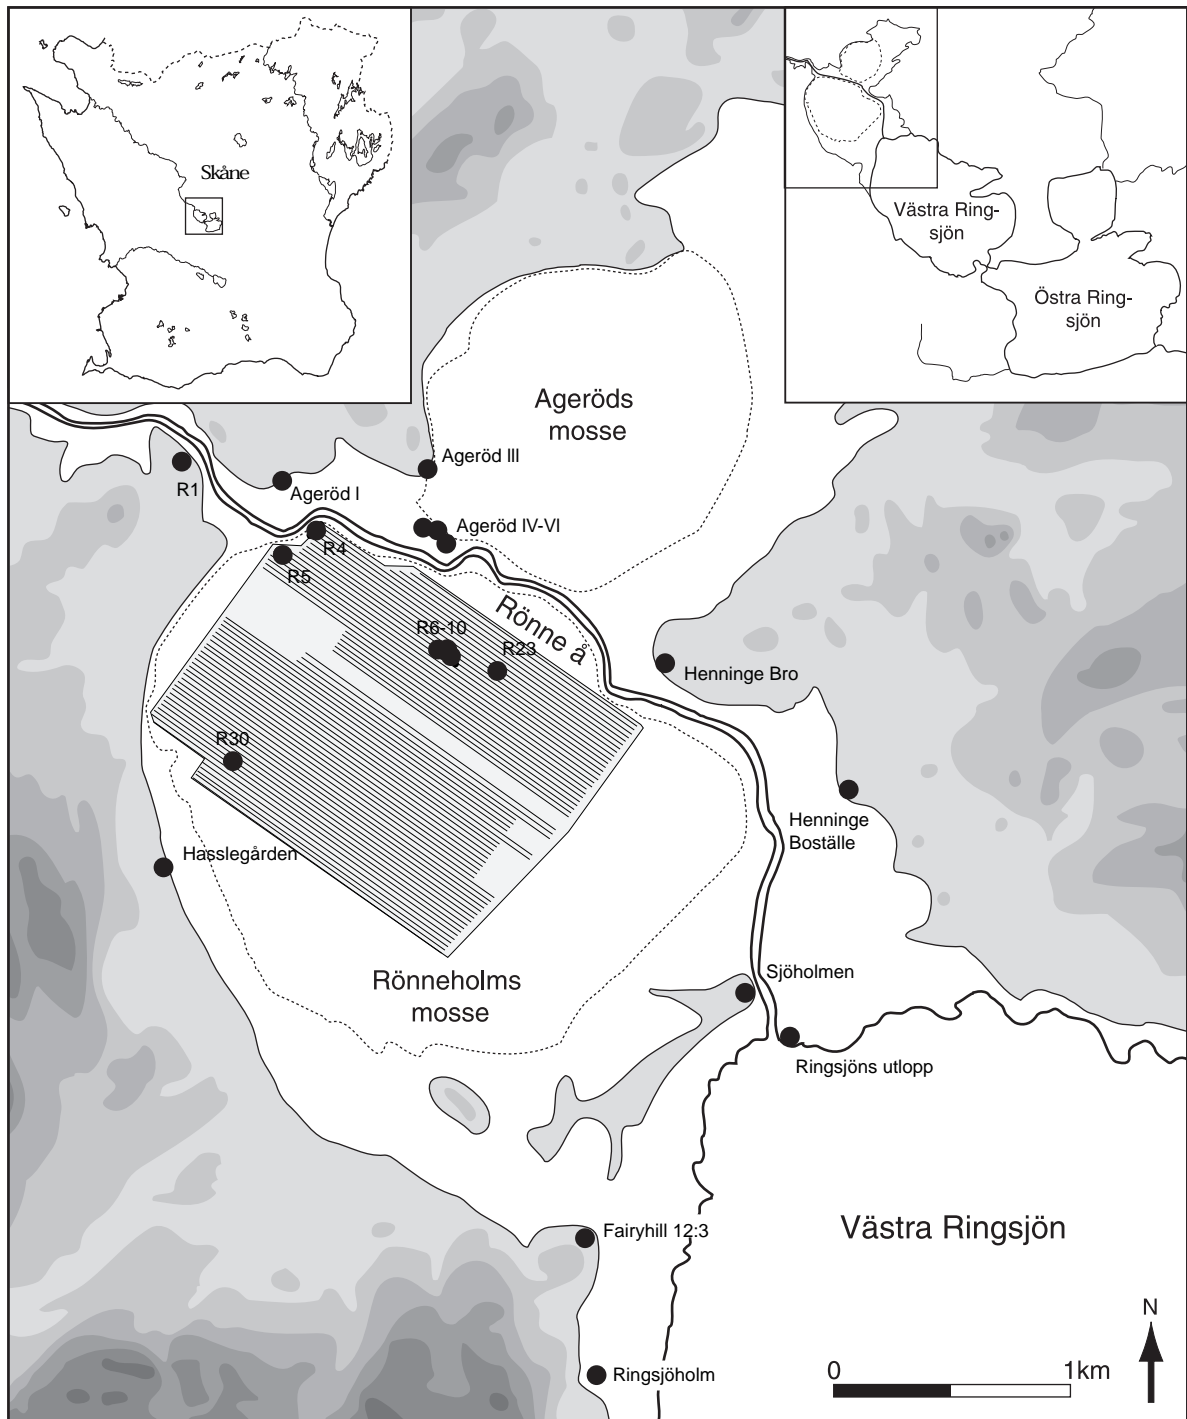 Skåne
Västra Ring-
sjön
Östra Ring-
sjön
Ageröds
mosse
Ageröd III
R1
Ageröd I
Ageröd IV-VI
R4
R5
Rönne å
R6-10
R23
Henninge Bro
R30
Henninge
Boställe
Hasslegården
Sjöholmen
Rönneholms
mosse
Ringsjöns utlopp
Fairyhill 12:3
Västra Ringsjön
N
0 1km
Ringsjöholm